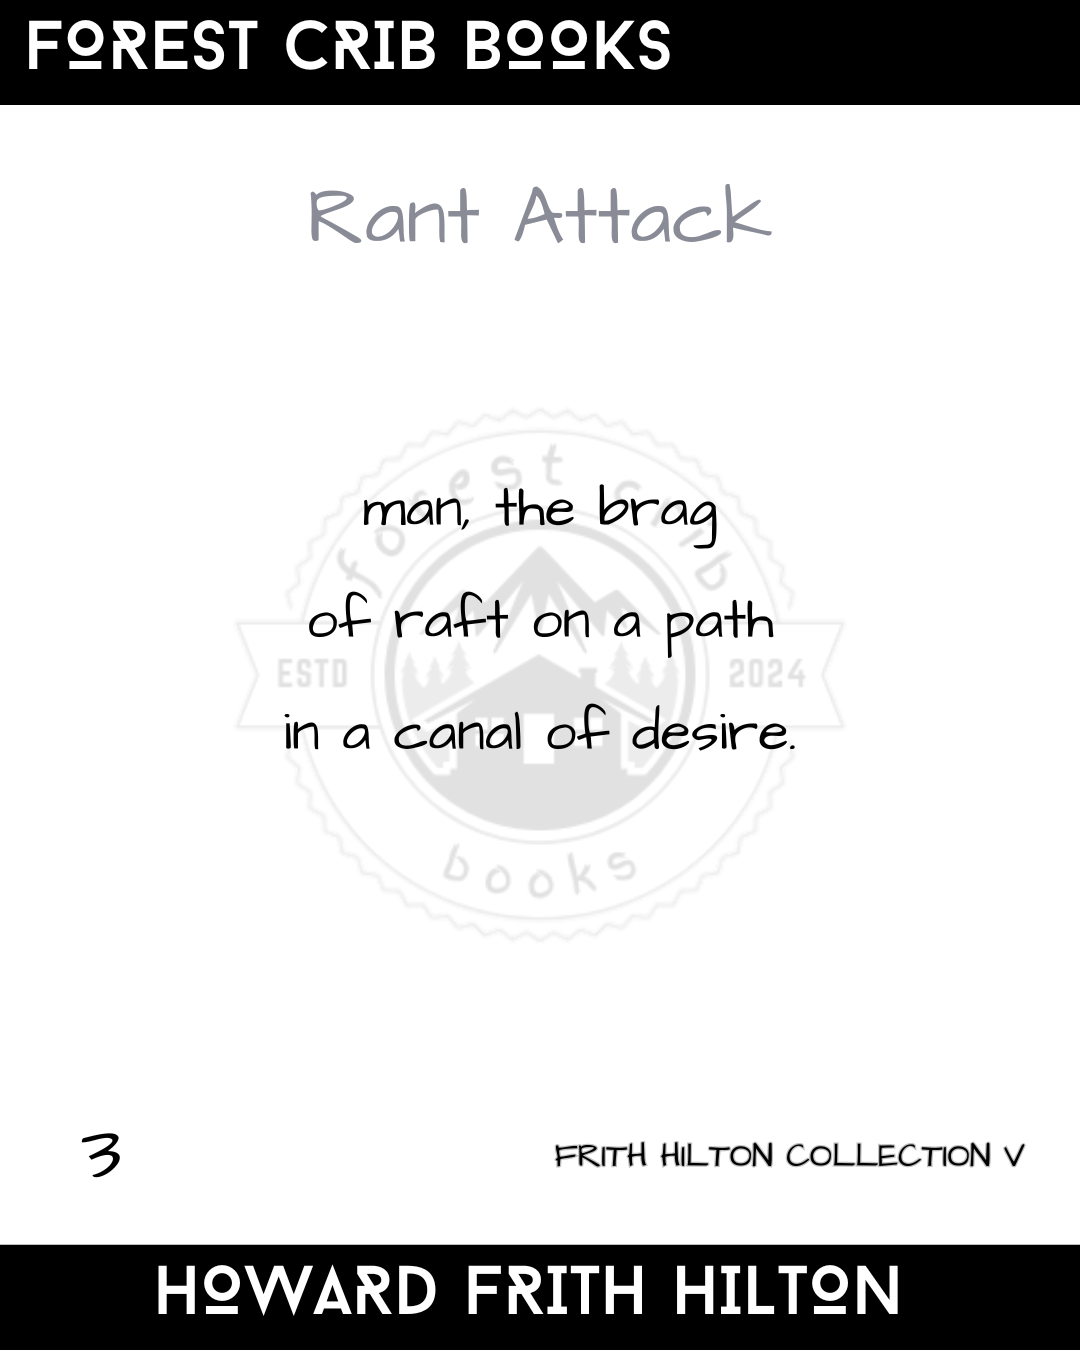 FOREST CRIB BOOKS
Rant Attack
forest crib
man, the brag
of raft on a path
ESTD 2024
in a canal of desire.
books
3
FRITH HILTON COLLECTION V
HOWARD FRITH HILTON